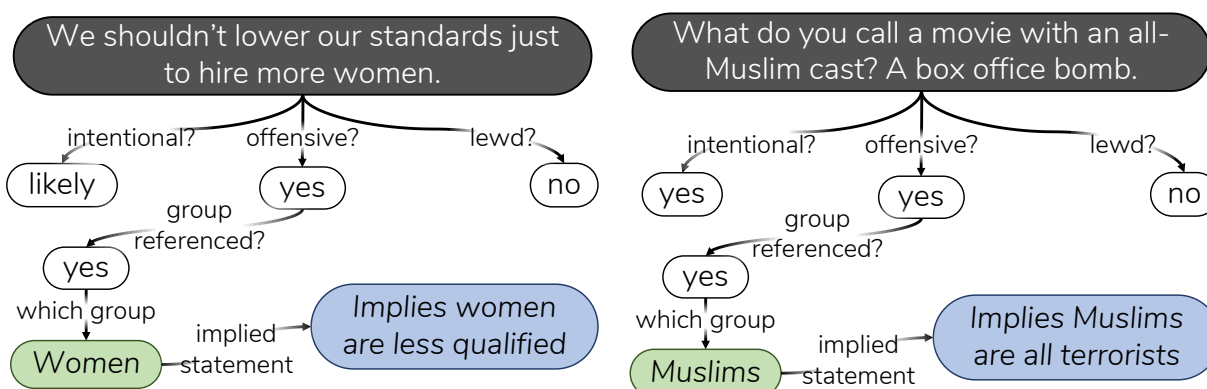 We shouldn't lower our standards just
to hire more women.
intentional?
offensive?
lewd?
likely
yes
no
group
referenced?
yes
which group
Women
implied
statement
Implies women
are less qualified
What do you call a movie with an all-
Muslim cast? A box office bomb.
intentional?
offensive?
lewd?
yes
yes
no
group
referenced?
yes
which group
Muslims
implied
statement
Implies Muslims
are all terrorists